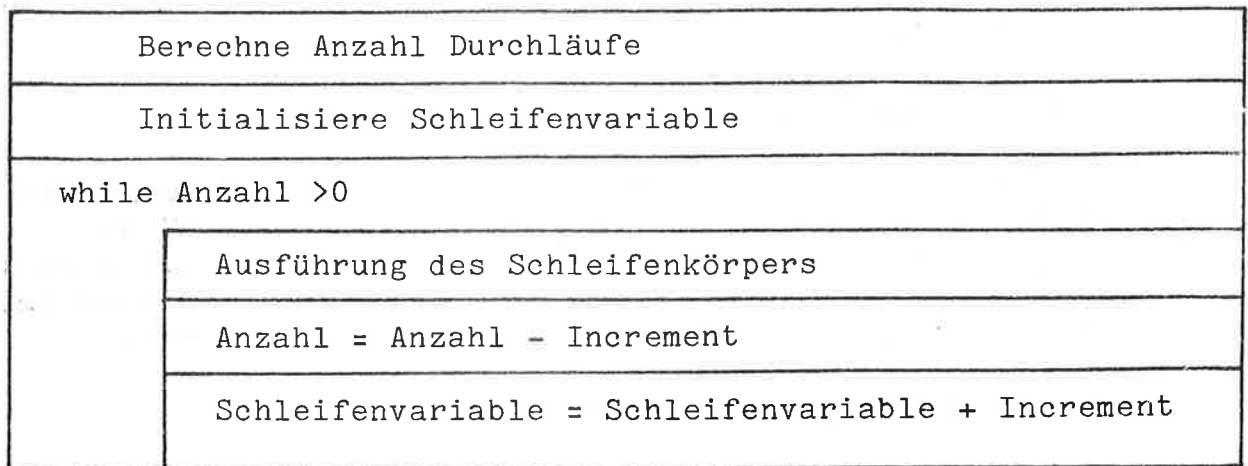 Berechne Anzahl Durchläufe
Initialisiere Schleifenvariable
while Anzahl >0
Ausführung des Schleifenkörpers
Anzahl = Anzahl - Increment
Schleifenvariable = Schleifenvariable + Increment